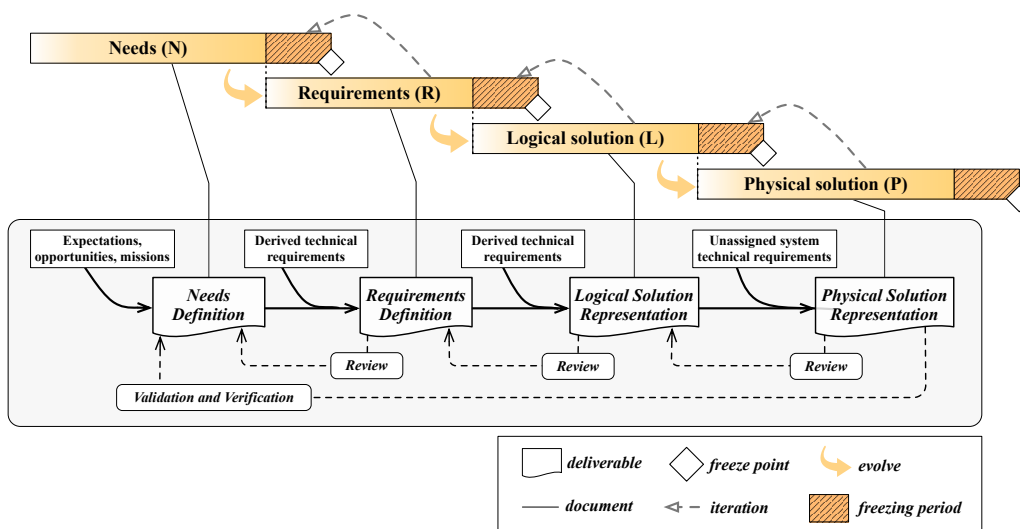 Needs (N)
Requirements (R)
Logical solution (L)
Physical solution (P)
Expectations,
opportunities, missions
Derived technical
requirements
Derived technical
requirements
Unassigned system
technical requirements
Needs
Definition
Requirements
Definition
Logical Solution
Representation
Physical Solution
Representation
Review
Review
Review
Validation and Verification
deliverable
freeze point
evolve
document
iteration
freezing period